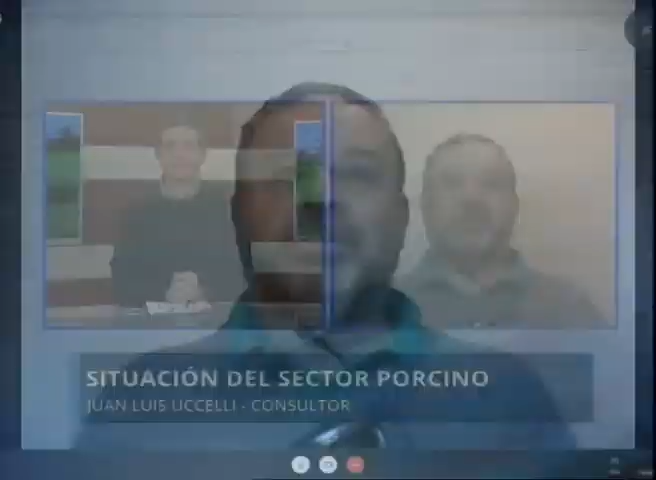 SITUACIÓN DEL SECTOR PORCINO
JUAN LUIS UCCELLI - CONSULTOR